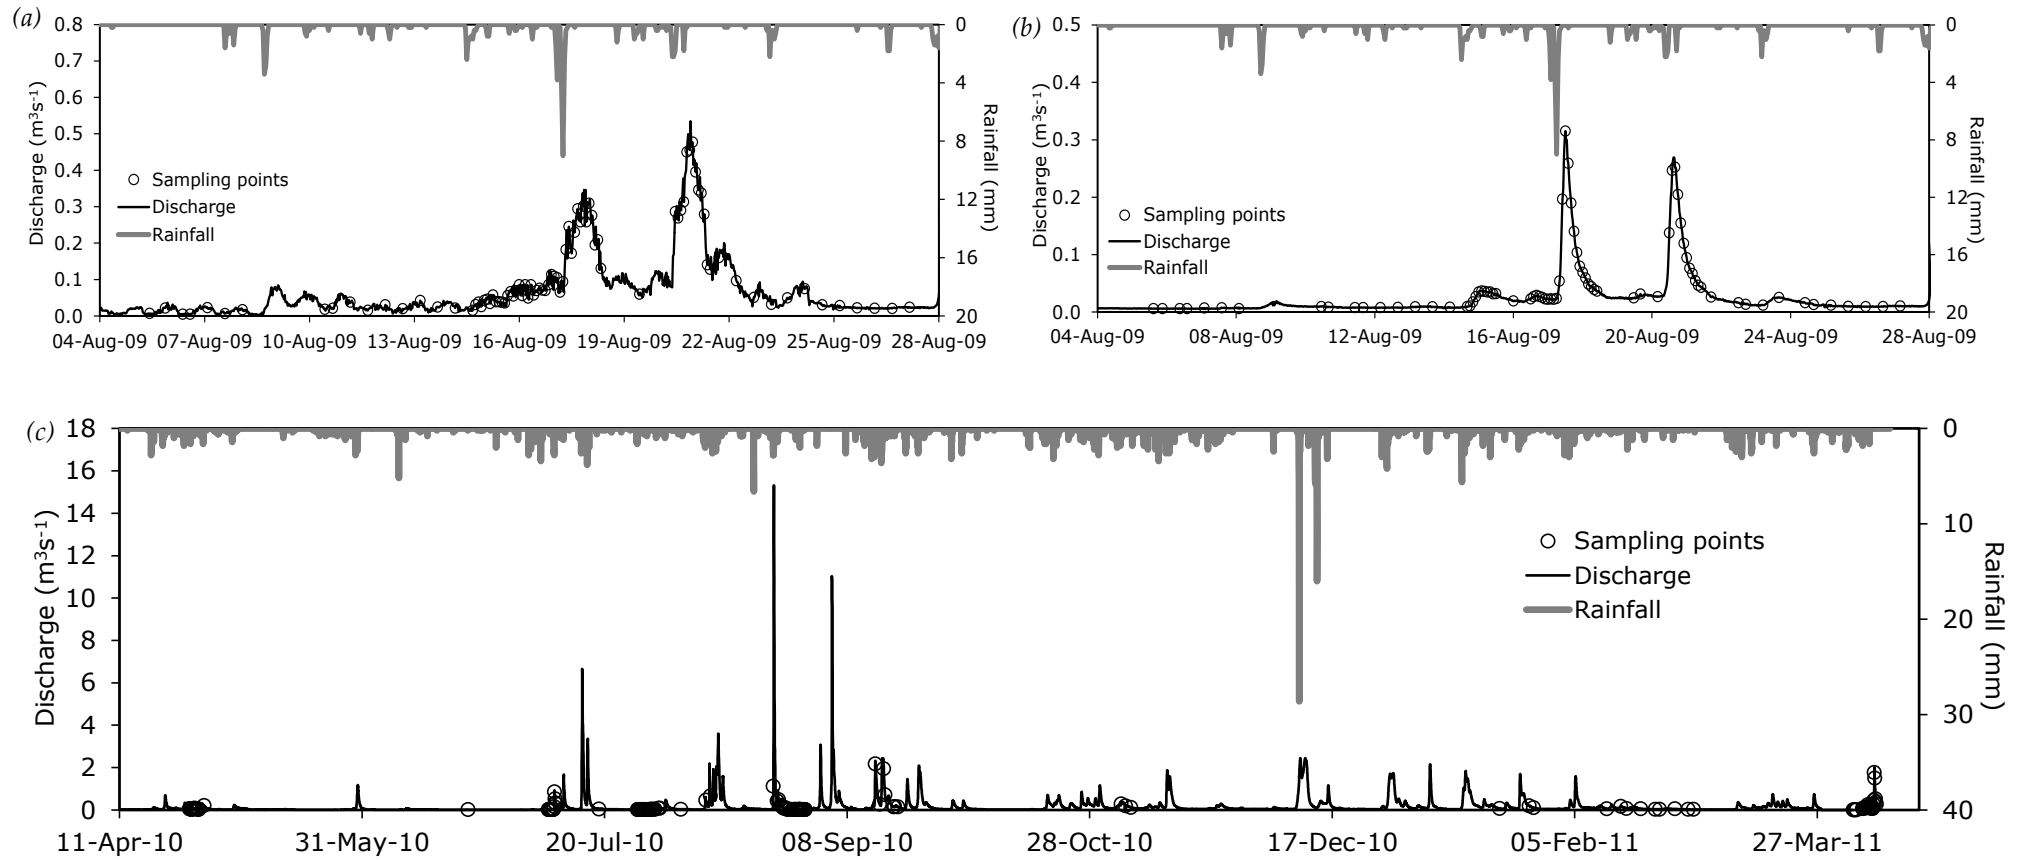 (a)
0.8
0.7
0.6
0.5
0.4
0.3
0.2
0.1
0.0
Discharge (m³s⁻¹)
Sampling points
Discharge
Rainfall
0
4
8
12
16
20
Rainfall (mm)
04-Aug-09 07-Aug-09 10-Aug-09 13-Aug-09 16-Aug-09 19-Aug-09 22-Aug-09 25-Aug-09 28-Aug-09
(b)
0.5
0.4
0.3
0.2
0.1
0.0
Discharge (m³s⁻¹)
Sampling points
Discharge
Rainfall
0
4
8
12
16
20
Rainfall (mm)
04-Aug-09 08-Aug-09 12-Aug-09 16-Aug-09 20-Aug-09 24-Aug-09 28-Aug-09
(c)
18
16
14
12
10
8
6
4
2
0
Discharge (m³s⁻¹)
Sampling points
Discharge
Rainfall
0
10
20
30
40
Rainfall (mm)
11-Apr-10 31-May-10 20-Jul-10 08-Sep-10 28-Oct-10 17-Dec-10 05-Feb-11 27-Mar-11